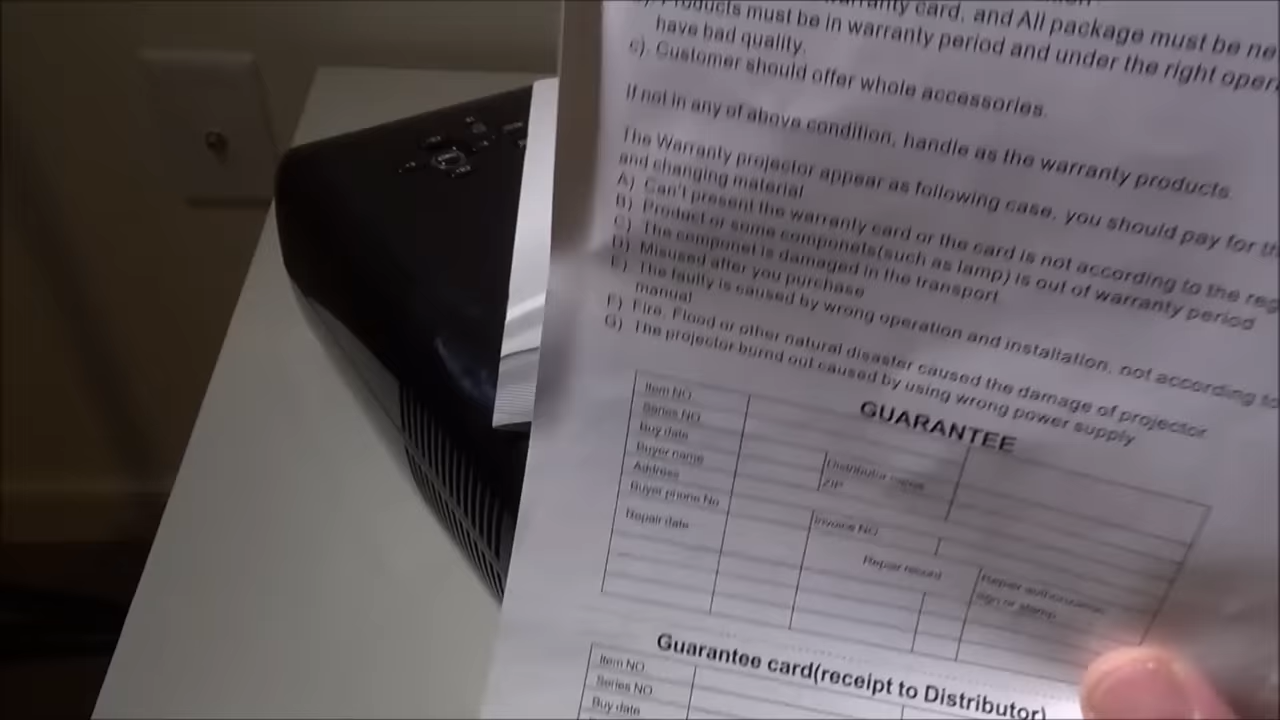 warranty card, and All package must be ne
Products must be in warranty period and under the right oper
have bad quality.
c). Customer should offer whole accessories.
If not in any of above condition, handle as the warranty products.
The Warranty projector appear as following case, you should pay for th
and changing material
A) Can't present the warranty card or the card is not according to the reg
B) Product or some componets(such as lamp) is out of warranty period
C) The componet is damaged in the transport
D) Misused after you purchase
E) The faulty is caused by wrong operation and installation, not according to
manual
F) Fire, Flood or other natural disaster caused the damage of projector
G) The projector burnd out caused by using wrong power supply
GUARANTEE
Item NO
Series NO
Buy date
Buyer name Distributor name
Address ZIP
Buyer phone No
Invoice NO
Repair date Repair record Repair
sign or stamp
Guarantee card(receipt to Distributor)
Item NO
Series NO
Buy date